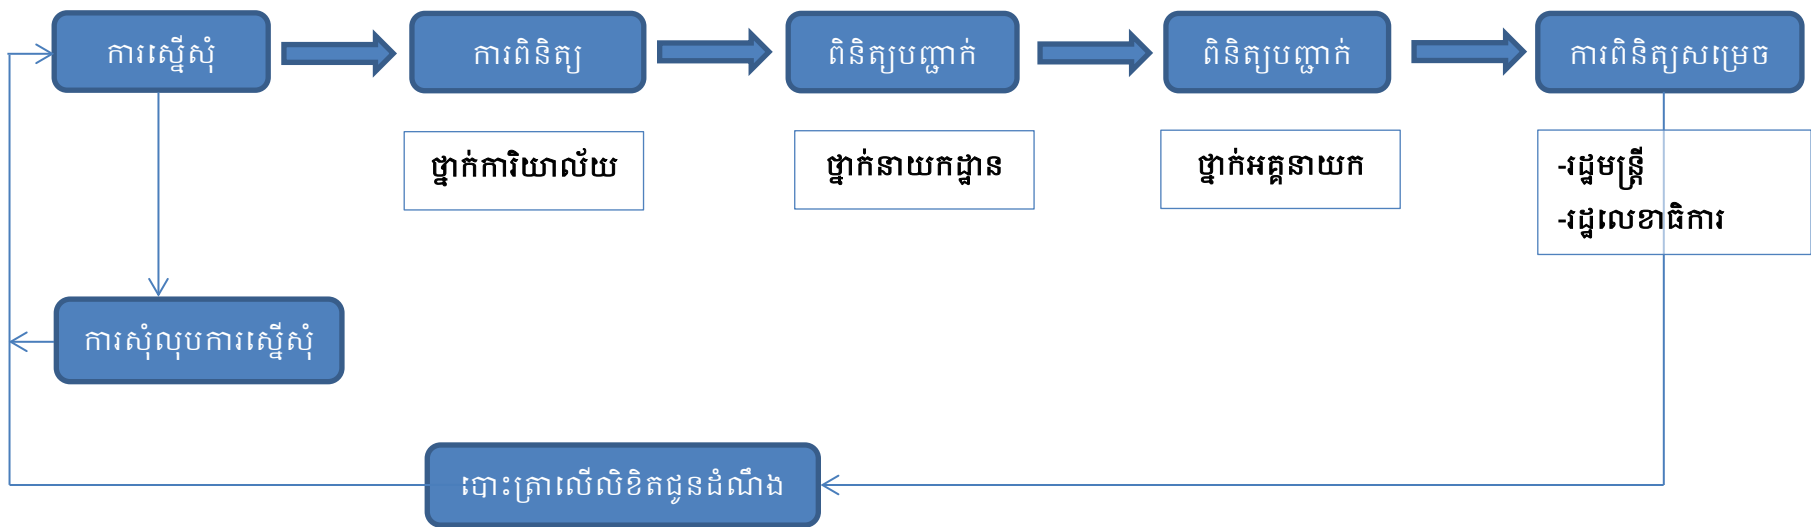 ការស្នើសុំ
ការពិនិត្យ
ពិនិត្យបញ្ជាក់
ពិនិត្យបញ្ជាក់
ការពិនិត្យសម្រេច
ថ្នាក់ការិយាល័យ
ថ្នាក់នាយកដ្ឋាន
ថ្នាក់អគ្គនាយក
-រដ្ឋមន្ត្រី
-រដ្ឋលេខាធិការ
ការសុំលុបការស្នើសុំ
បោះត្រាលើលិខិតជូនដំណឹង